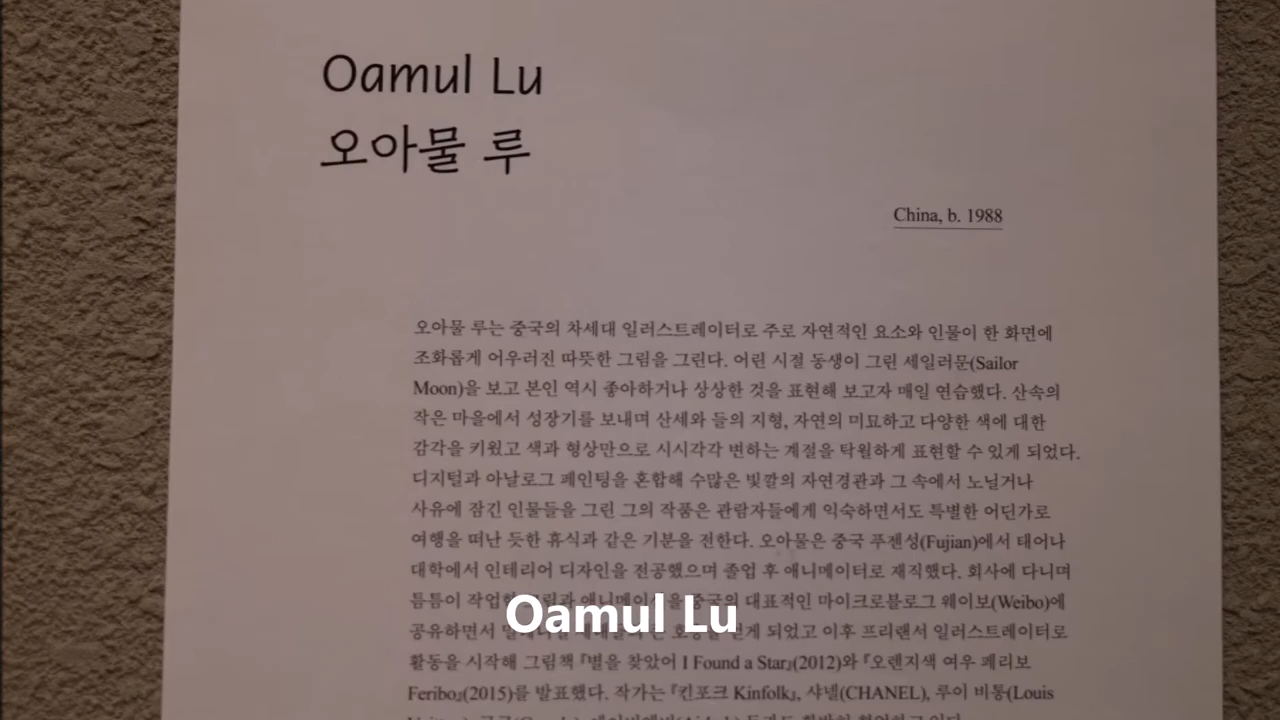 Oamul Lu
오아물 루
China, b. 1988
오아물 루는 중국의 차세대 일러스트레이터로 주로 자연적인 요소와 인물이 한 화면에
조화롭게 어우러진 따뜻한 그림을 그린다. 어린 시절 동생이 그린 세일러문(Sailor
Moon)을 보고 본인 역시 좋아하거나 상상한 것을 표현해 보고자 매일 연습했다. 산속의
작은 마을에서 성장기를 보내며 산세와 들의 지형, 자연의 미묘하고 다양한 색에 대한
감각을 키웠고 색과 형상만으로 시시각각 변하는 계절을 탁월하게 표현할 수 있게 되었다.
디지털과 아날로그 페인팅을 혼합해 수많은 빛깔의 자연경관과 그 속에서 노닐거나
사유에 잠긴 인물들을 그린 그의 작품은 관람자들에게 익숙하면서도 특별한 어딘가로
여행을 떠난 듯한 휴식과 같은 기분을 전한다. 오아물은 중국 푸젠성(Fujian)에서 태어나
대학에서 인테리어 디자인을 전공했으며 졸업 후 애니메이터로 재직했다. 회사에 다니며
틈틈이 작업한 그림과 애니메이션을 중국의 대표적인 마이크로블로그 웨이보(Weibo)에
공유하면서 되었고 이후 프리랜서 일러스트레이터로
활동을 시작해 그림책 『별을 찾았어 I Found a Star』(2012)와 『오렌지색 여우 페리보
Feribo』(2015)를 발표했다. 작가는 『킨포크 Kinfolk』, 샤넬(CHANEL), 루이 비통(Louis
Oamul Lu